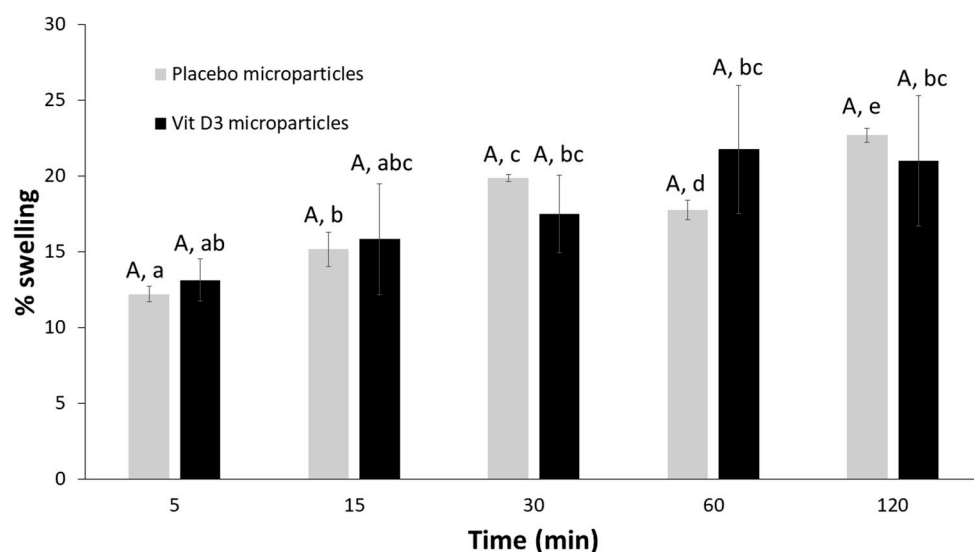 30
25
20
15
10
5
0
% swelling
Placebo microparticles
Vit D3 microparticles
A, a
A, ab
A, b
A, abc
A, c
A, bc
A, d
A, bc
A, e
A, bc
5
15
30
60
120
Time (min)